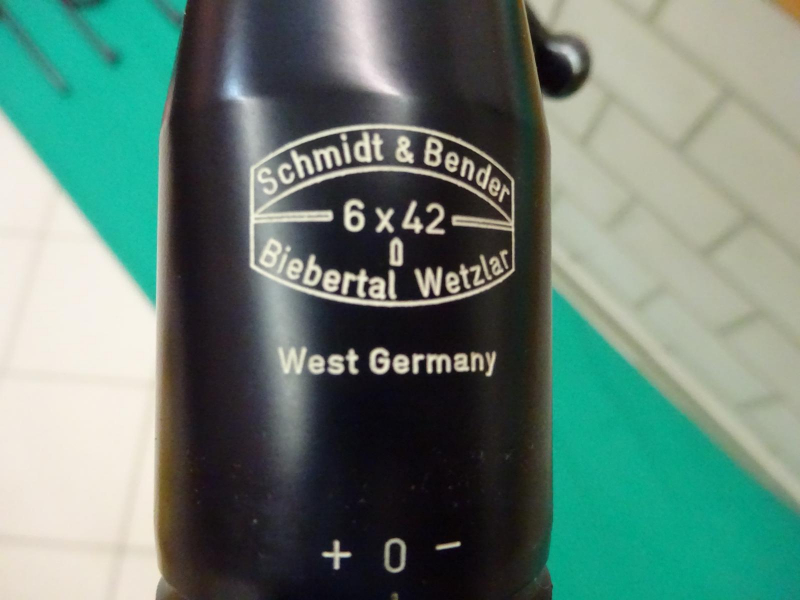 Schmidt & Bender
6 x 42
Biebertal Wetzlar
West Germany
+ 0 -